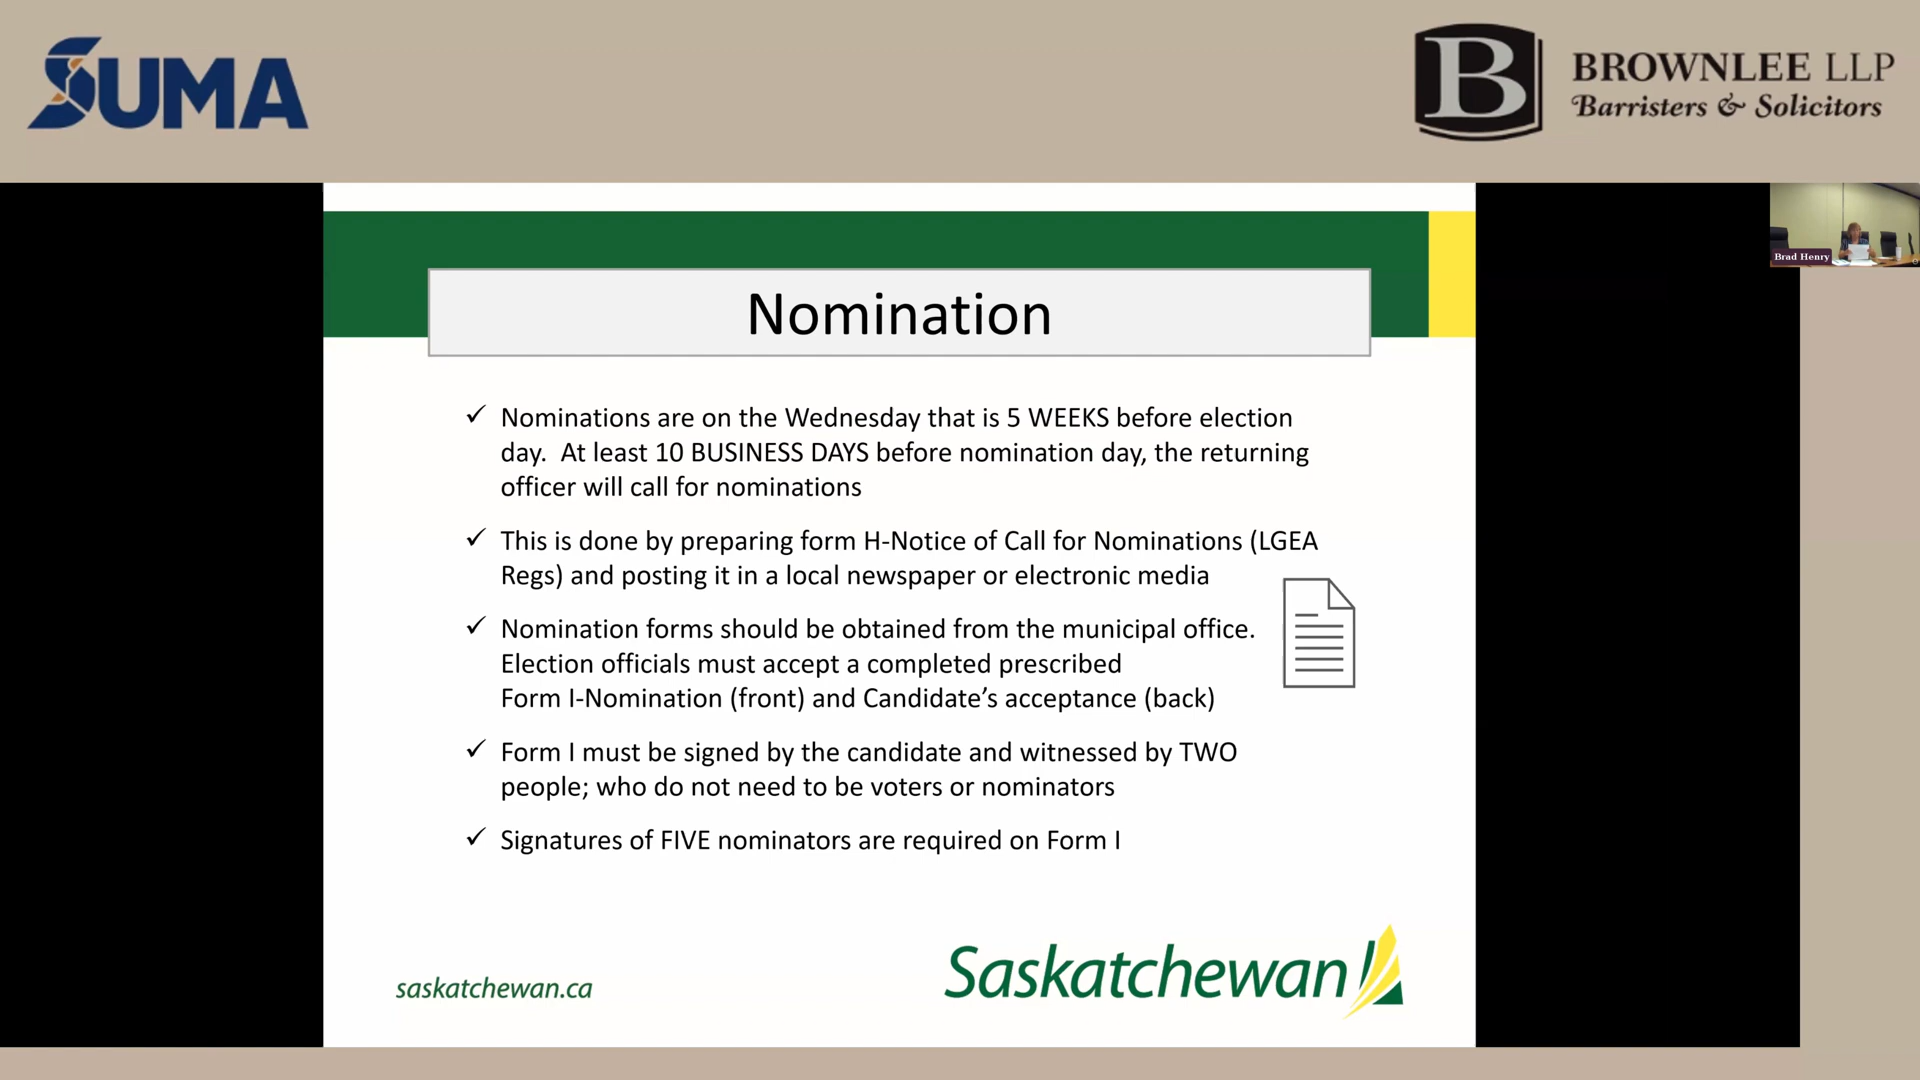 SUMA
B
BROWNLEE LLP
Barristers & Solicitors
Brad Henry
Nomination
✓ Nominations are on the Wednesday that is 5 WEEKS before election
day.  At least 10 BUSINESS DAYS before nomination day, the returning
officer will call for nominations
✓ This is done by preparing form H-Notice of Call for Nominations (LGEA
Regs) and posting it in a local newspaper or electronic media
✓ Nomination forms should be obtained from the municipal office.
Election officials must accept a completed prescribed
Form I-Nomination (front) and Candidate’s acceptance (back)
✓ Form I must be signed by the candidate and witnessed by TWO
people; who do not need to be voters or nominators
✓ Signatures of FIVE nominators are required on Form I
saskatchewan.ca
Saskatchewan